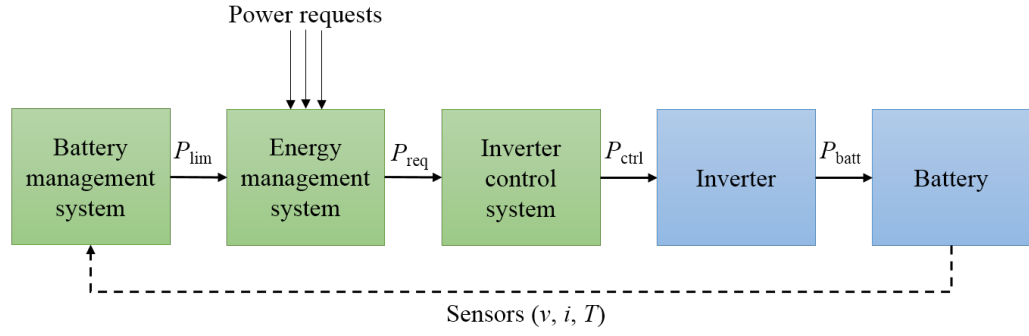 Power requests
Battery
management
system
P_lim
Energy
management
system
P_req
Inverter
control
system
P_ctrl
Inverter
P_batt
Battery
Sensors (v, i, T)